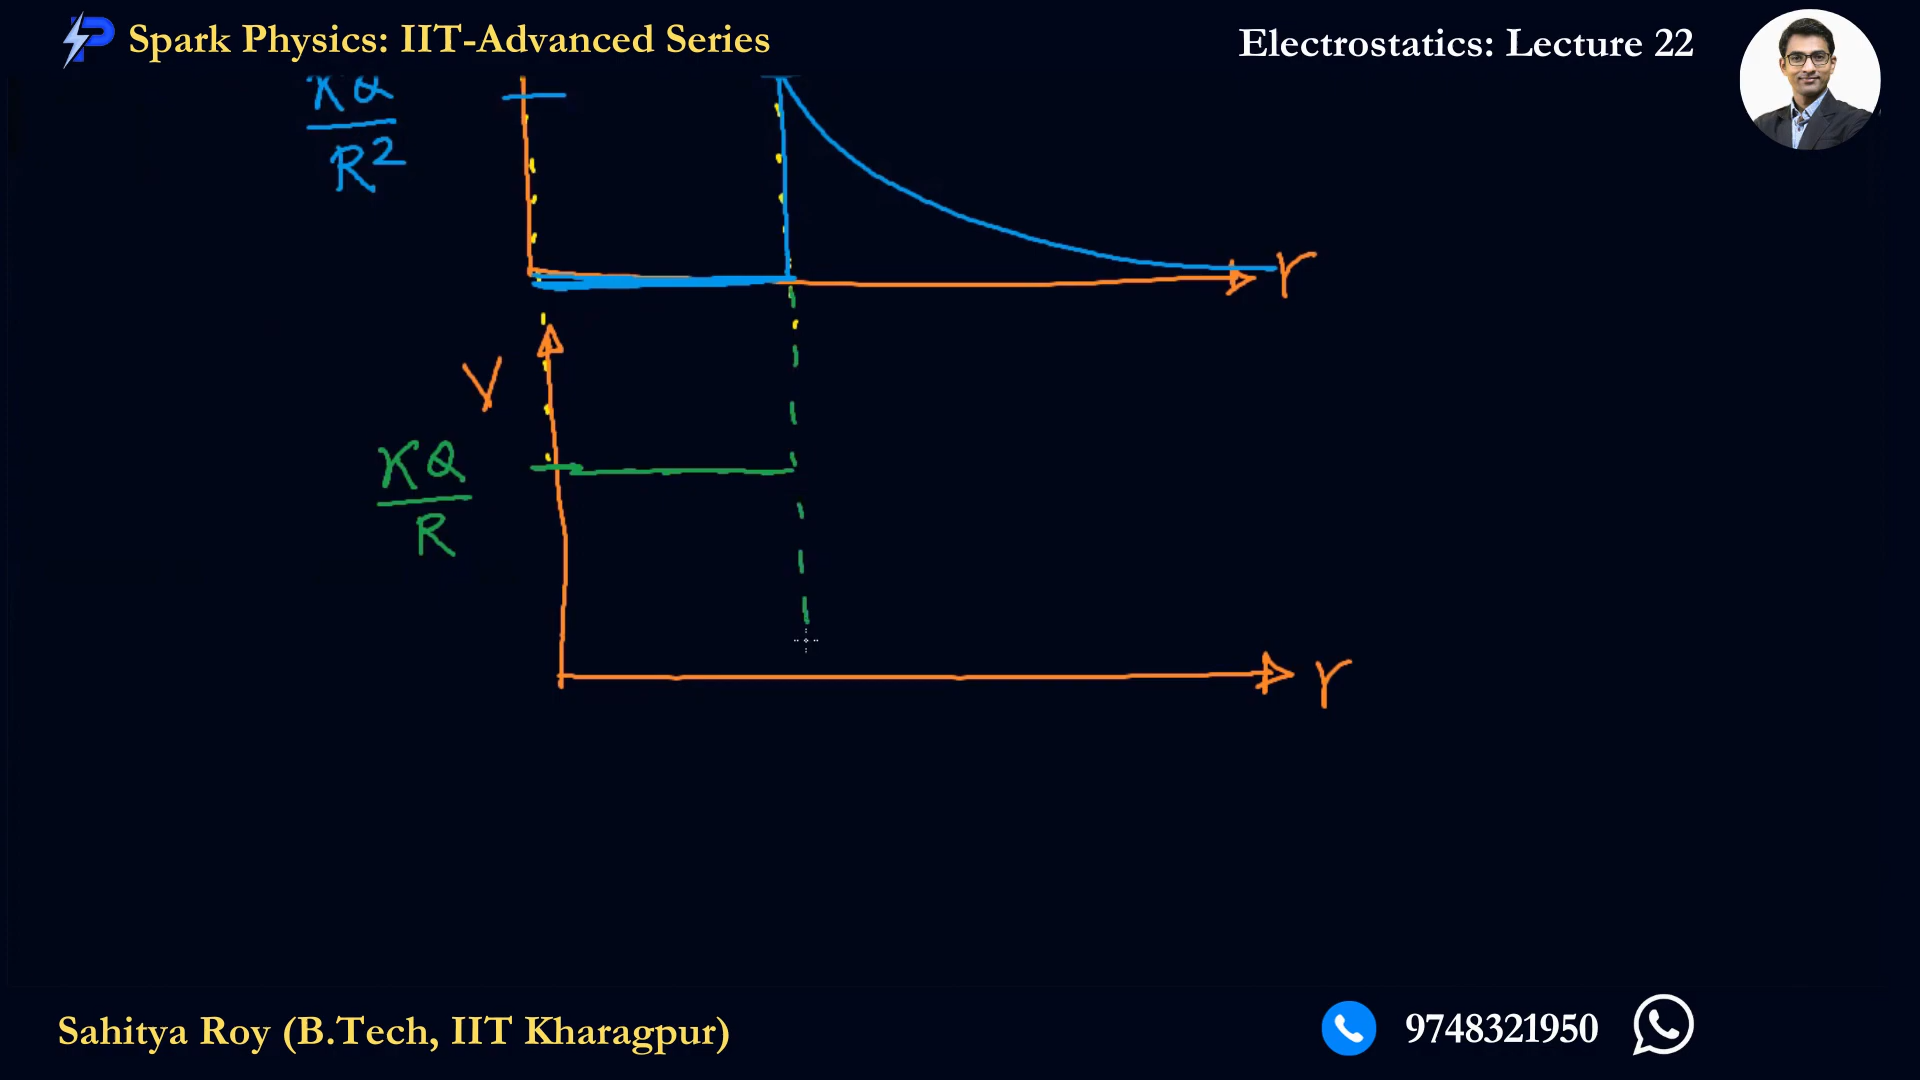 Spark Physics: IIT-Advanced Series
Electrostatics: Lecture 22
KQ
R²
r
V
KQ
R
r
Sahitya Roy (B.Tech, IIT Kharagpur)
9748321950